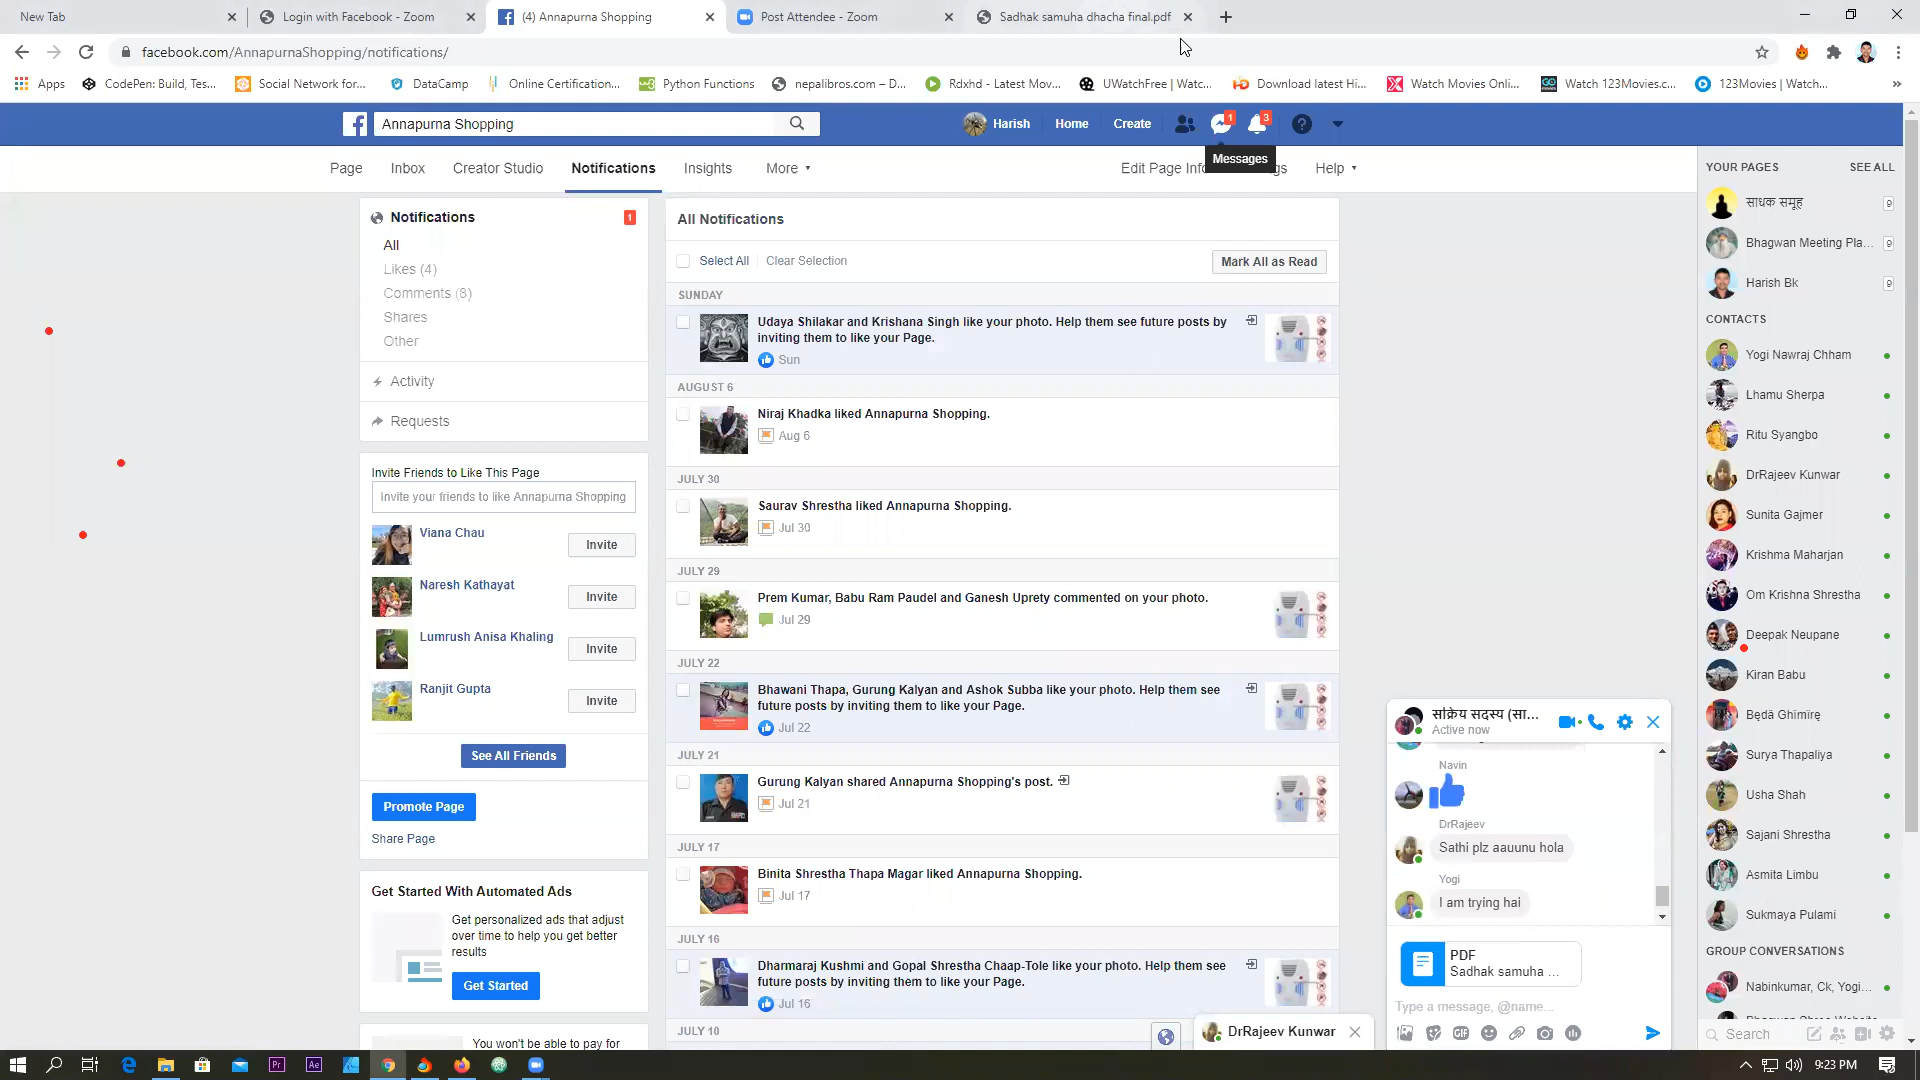 New Tab
Login with Facebook - Zoom
(4) Annapurna Shopping
Post Attendee - Zoom
Sadhak samuha dhacha final.pdf
facebook.com/AnnapurnaShopping/notifications/
Apps
CodePen: Build, Tes...
Social Network for...
DataCamp
Online Certification...
Python Functions
nepalibros.com – D...
Rdxhd - Latest Mov...
UWatchFree | Watc...
Download latest Hi...
Watch Movies Onli...
Watch 123Movies.c...
123Movies | Watch...
Annapurna Shopping
Harish
Home
Create
1
3
Messages
Page
Inbox
Creator Studio
Notifications
Insights
More
Edit Page Info
Help
Notifications
1
All
Likes (4)
Comments (8)
Shares
Other
Activity
Requests
Invite Friends to Like This Page
Invite your friends to like Annapurna Shopping
Viana Chau
Invite
Naresh Kathayat
Invite
Lumrush Anisa Khaling
Invite
Ranjit Gupta
Invite
See All Friends
Promote Page
Share Page
Get Started With Automated Ads
Get personalized ads that adjust
over time to help you get better
results
Get Started
You won't be able to pay for
All Notifications
Select All
Clear Selection
Mark All as Read
SUNDAY
Udaya Shilakar and Krishana Singh like your photo. Help them see future posts by
inviting them to like your Page.
Sun
AUGUST 6
Niraj Khadka liked Annapurna Shopping.
Aug 6
JULY 30
Saurav Shrestha liked Annapurna Shopping.
Jul 30
JULY 29
Prem Kumar, Babu Ram Paudel and Ganesh Uprety commented on your photo.
Jul 29
JULY 22
Bhawani Thapa, Gurung Kalyan and Ashok Subba like your photo. Help them see
future posts by inviting them to like your Page.
Jul 22
JULY 21
Gurung Kalyan shared Annapurna Shopping's post.
Jul 21
JULY 17
Binita Shrestha Thapa Magar liked Annapurna Shopping.
Jul 17
JULY 16
Dharmaraj Kushmi and Gopal Shrestha Chaap-Tole like your photo. Help them see
future posts by inviting them to like your Page.
Jul 16
JULY 10
DrRajeev Kunwar
सक्रिय सदस्य (सा...
Active now
Navin
DrRajeev
Sathi plz aauunu hola
Yogi
I am trying hai
PDF
Sadhak samuha ...
Type a message, @name...
GIF
YOUR PAGES
SEE ALL
साधक समूह
9
Bhagwan Meeting Pla...
9
Harish Bk
9
CONTACTS
Yogi Nawraj Chham
Lhamu Sherpa
Ritu Syangbo
DrRajeev Kunwar
Sunita Gajmer
Krishma Maharjan
Om Krishna Shrestha
Deepak Neupane
Kiran Babu
Będä Ghïmïrę
Surya Thapaliya
Usha Shah
Sajani Shrestha
Asmita Limbu
Sukmaya Pulami
GROUP CONVERSATIONS
Nabinkumar, Ck, Yogi...
Search
Pr
Ae
9:23 PM